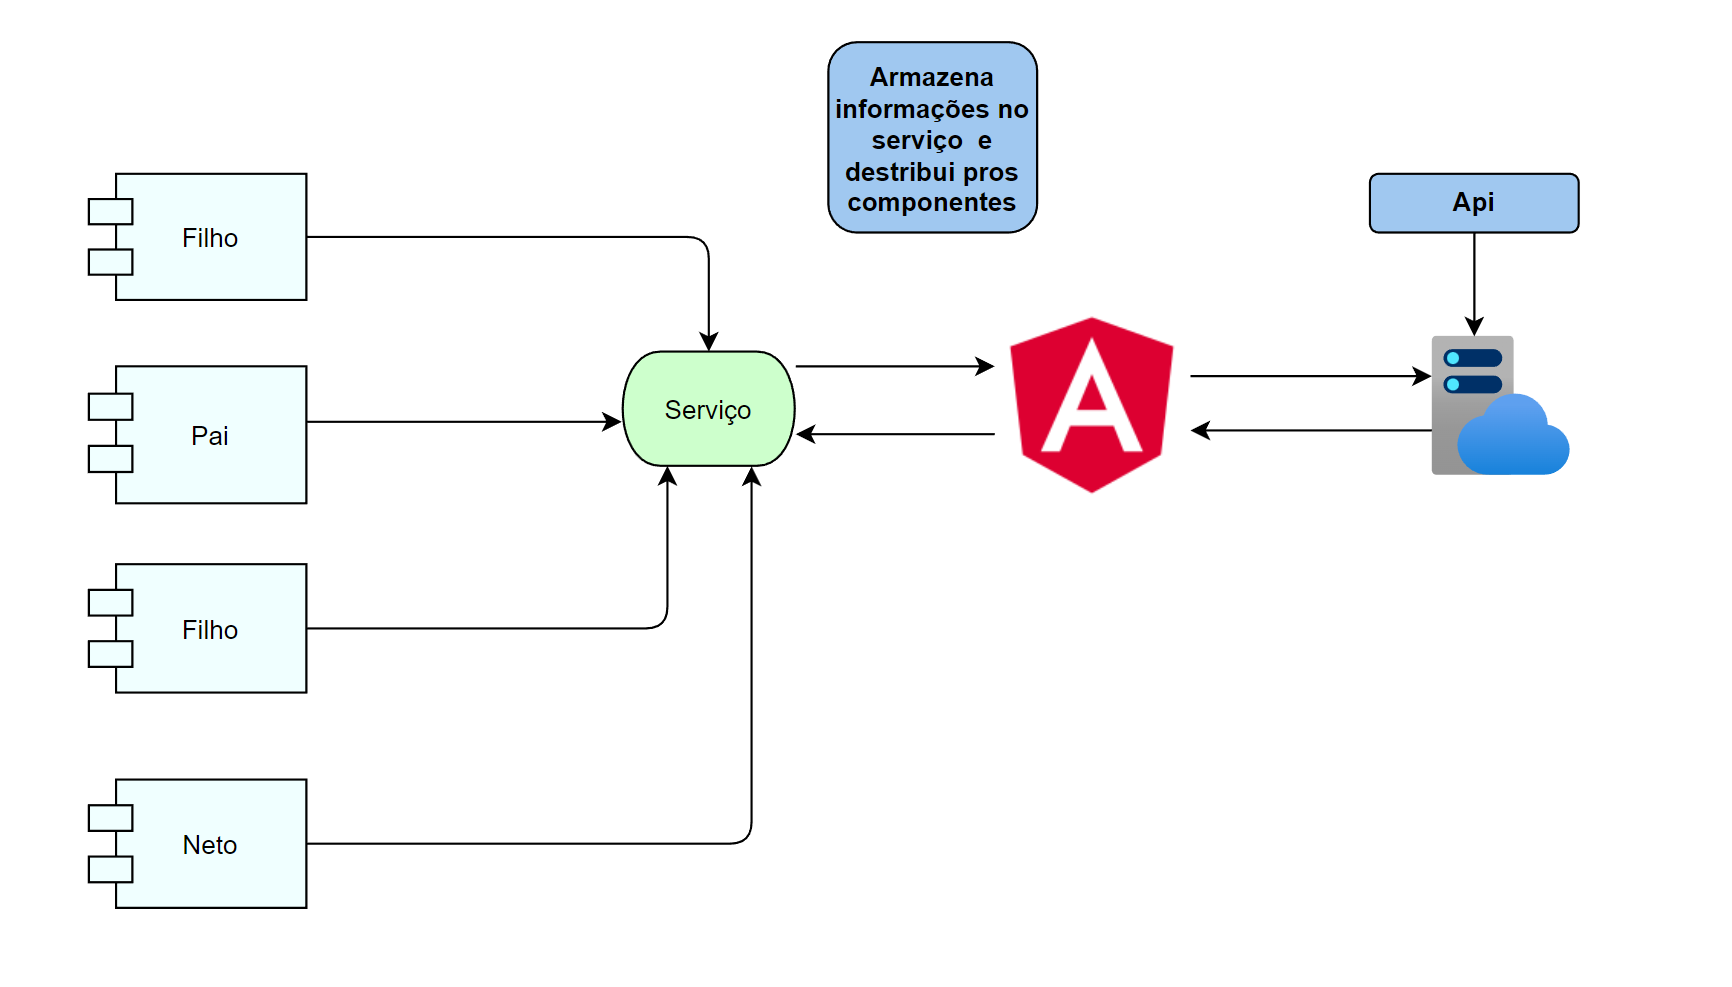 Armazena
informações no
serviço e
destribui pros
componentes
Api
Filho
Pai
Serviço
Filho
Neto